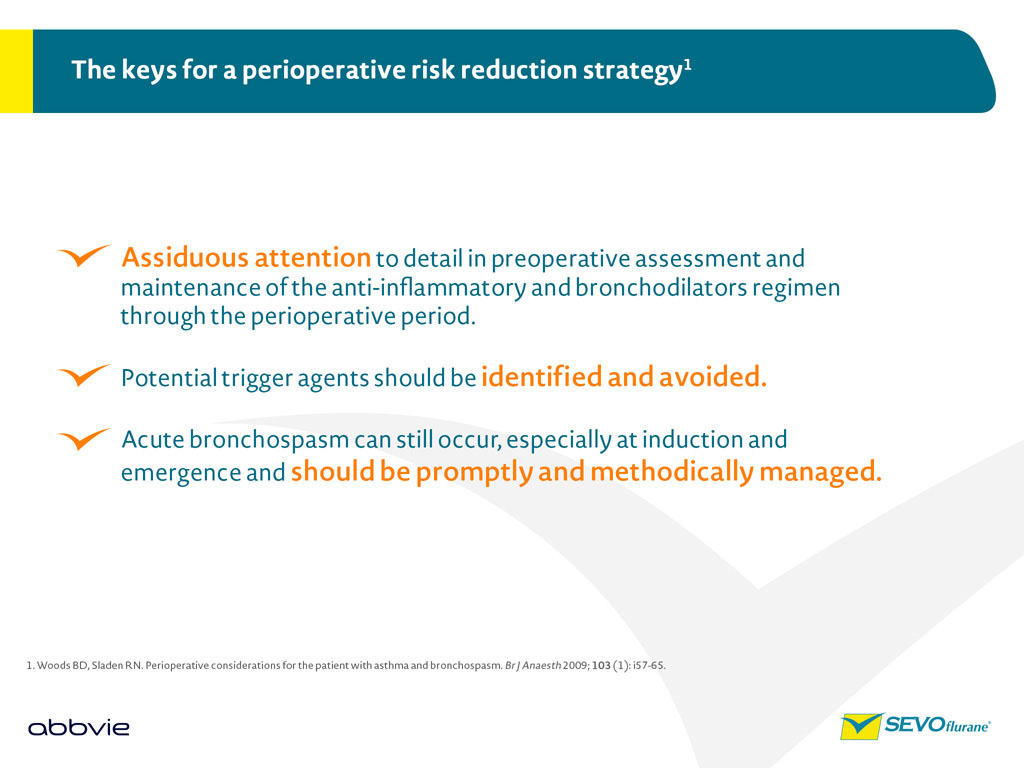 The keys for a perioperative risk reduction strategy¹
Assiduous attention to detail in preoperative assessment and
maintenance of the anti-inflammatory and bronchodilators regimen
through the perioperative period.
Potential trigger agents should be identified and avoided.
Acute bronchospasm can still occur, especially at induction and
emergence and should be promptly and methodically managed.
1. Woods BD, Sladen RN. Perioperative considerations for the patient with asthma and bronchospasm. Br J Anaesth 2009; 103 (1): i57-65.
abbvie
SEVOflurane®